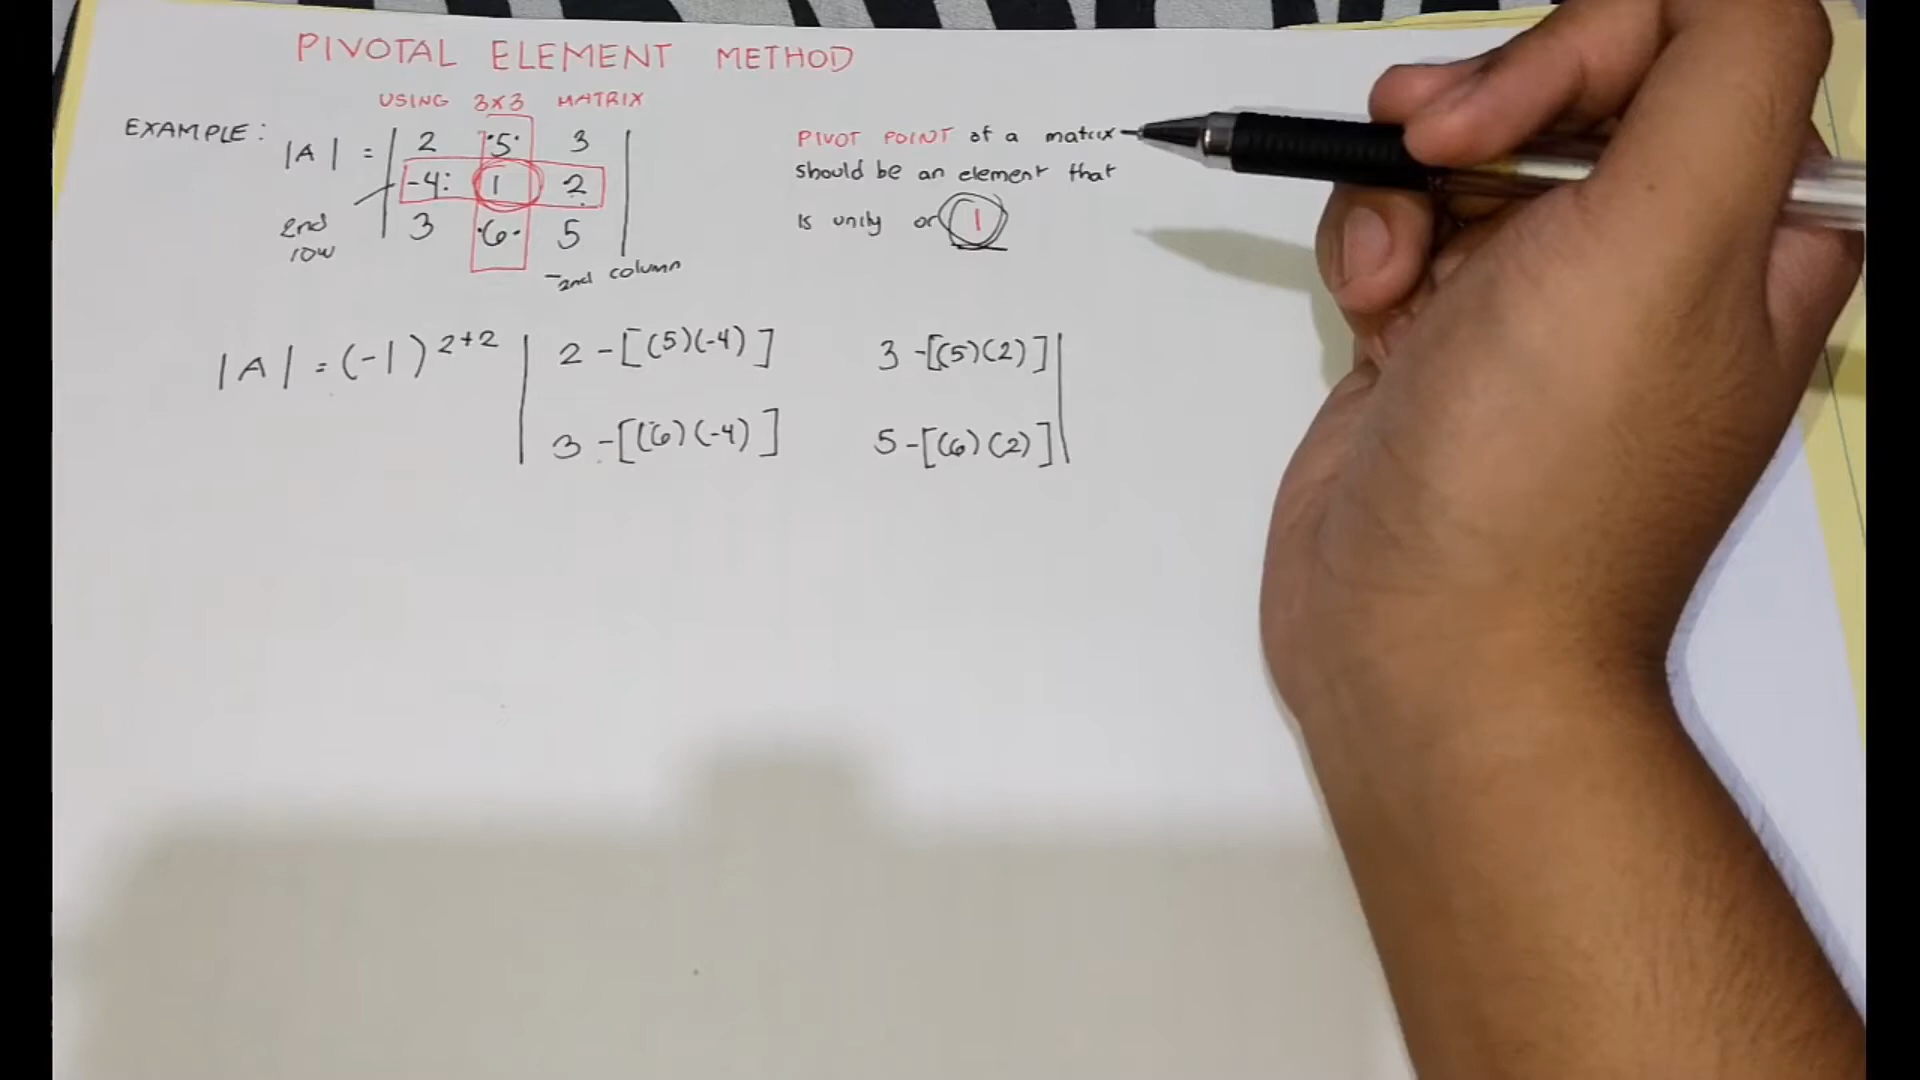 PIVOTAL ELEMENT METHOD
USING 3X3 MATRIX
EXAMPLE: |A| = | 2 5 3 |
| -4 1 2 |
| 3 6 5 |
2nd row
2nd column
PIVOT POINT of a matrix
should be an element that
is unity or 1
|A| = (-1)^2+2 | 2 -[(5)(-4)] 3 -[(5)(2)] |
| 3 -[(6)(-4)] 5 -[(6)(2)] |